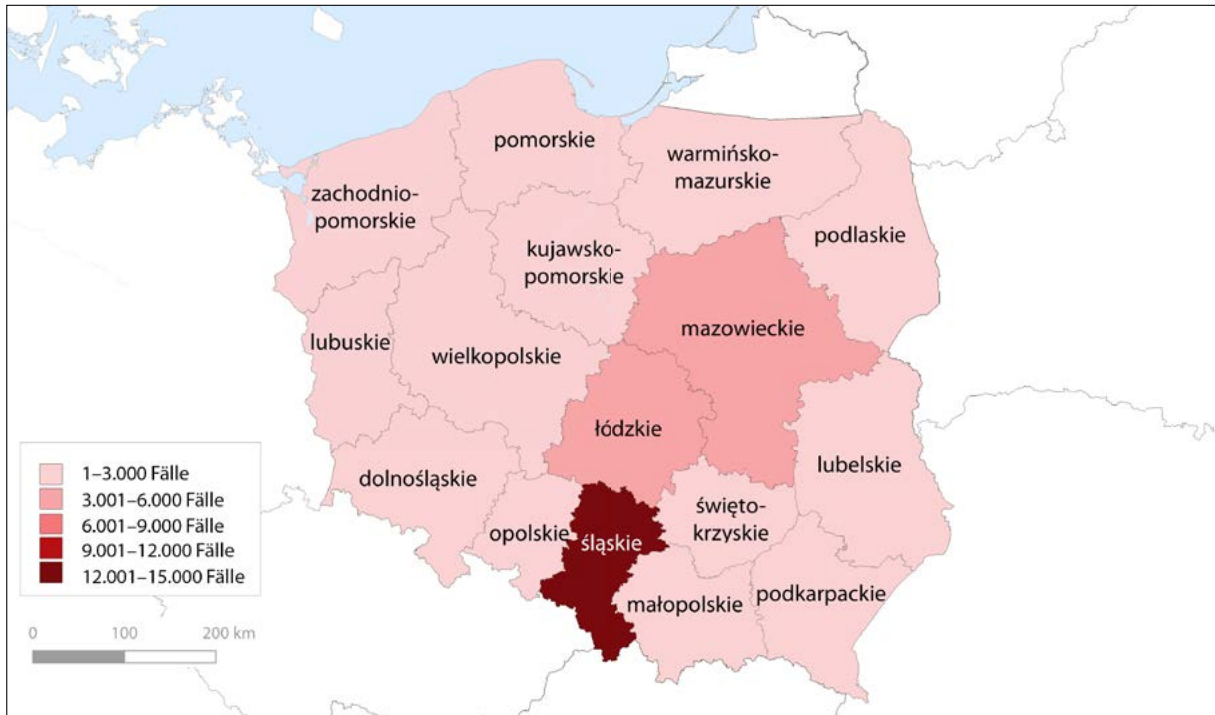 pomorskie
warmińsko-
mazurskie
zachodnio-
pomorskie
podlaskie
kujawsko-
pomorskie
mazowieckie
lubuskie
wielkopolskie
łódzkie
lubelskie
dolnośląskie
święto-
krzyskie
opolskie
śląskie
podkarpackie
małopolskie
1–3.000 Fälle
3.001–6.000 Fälle
6.001–9.000 Fälle
9.001–12.000 Fälle
12.001–15.000 Fälle
0 100 200 km